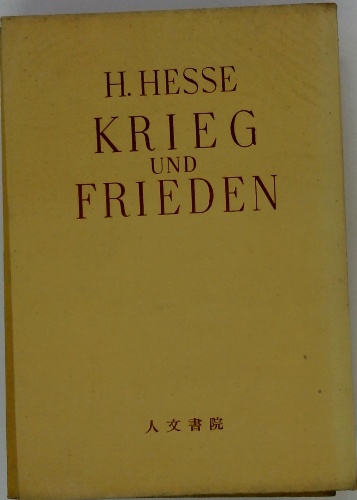 H. HESSE
KRIEG
UND
FRIEDEN
人文書院